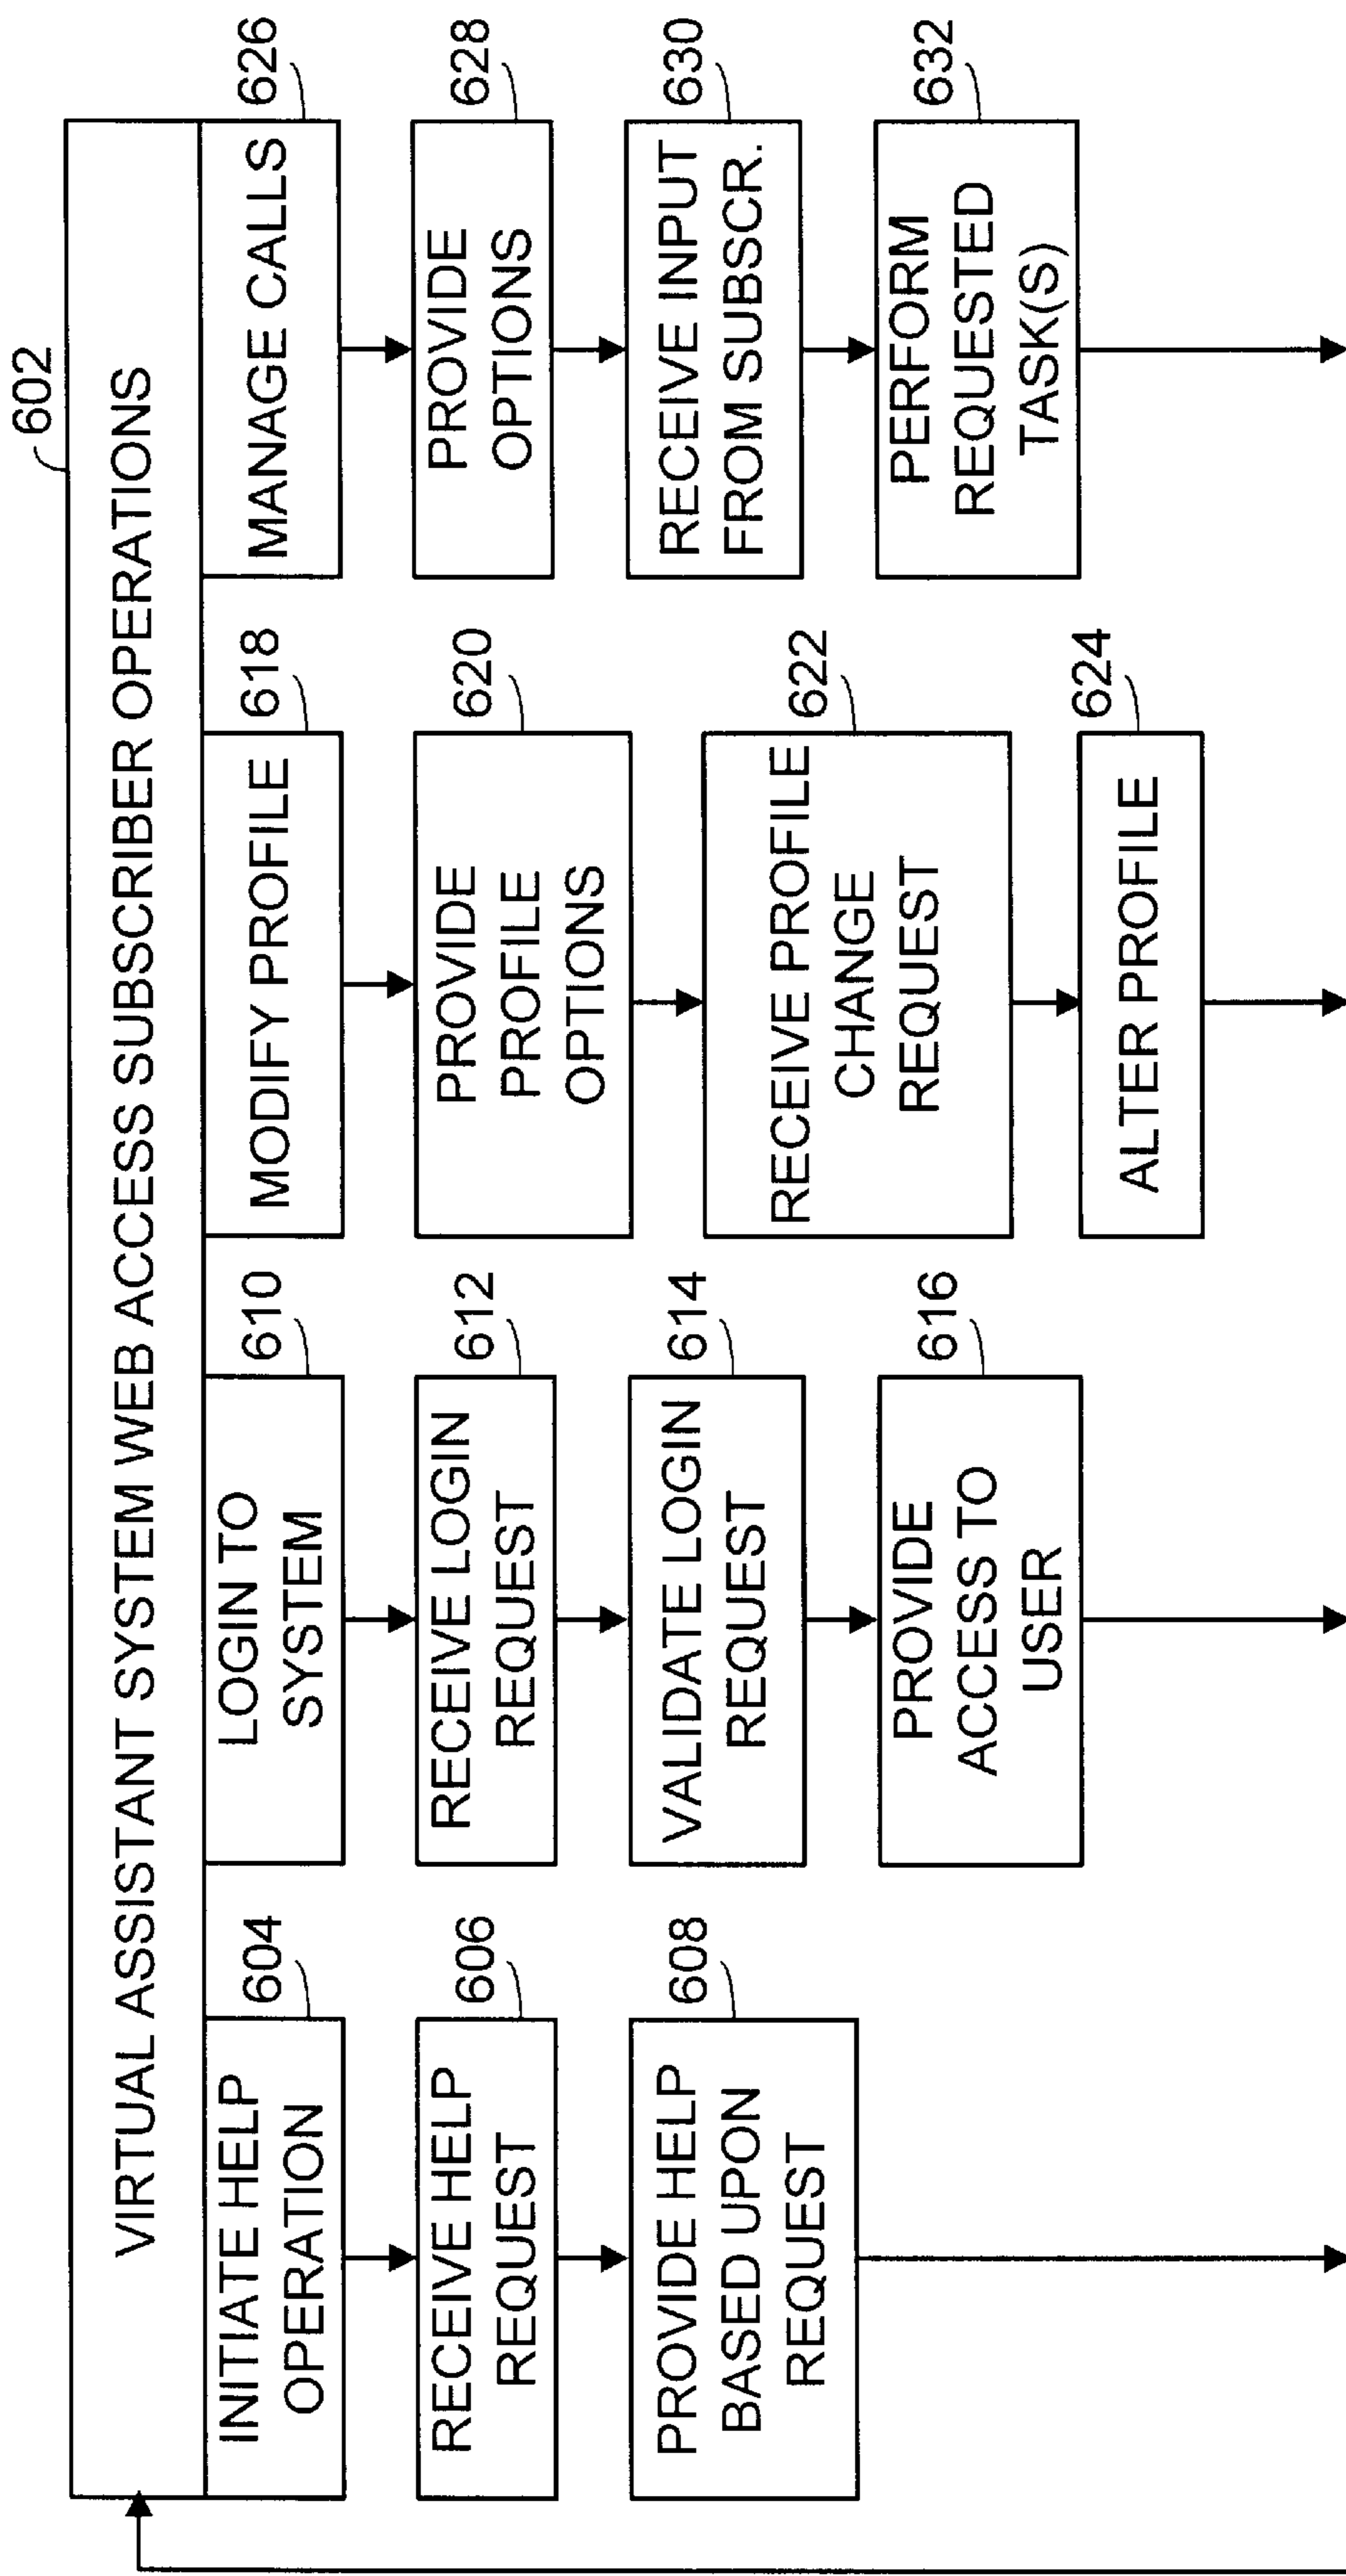 602
VIRTUAL ASSISTANT SYSTEM WEB ACCESS SUBSCRIBER OPERATIONS
604
INITIATE HELP
OPERATION
606
RECEIVE HELP
REQUEST
608
PROVIDE HELP
BASED UPON
REQUEST
610
LOGIN TO
SYSTEM
612
RECEIVE LOGIN
REQUEST
614
VALIDATE LOGIN
REQUEST
616
PROVIDE
ACCESS TO
USER
618
MODIFY PROFILE
620
PROVIDE
PROFILE
OPTIONS
622
RECEIVE PROFILE
CHANGE
REQUEST
624
ALTER PROFILE
626
MANAGE CALLS
628
PROVIDE
OPTIONS
630
RECEIVE INPUT
FROM SUBSCR.
632
PERFORM
REQUESTED
TASK(S)